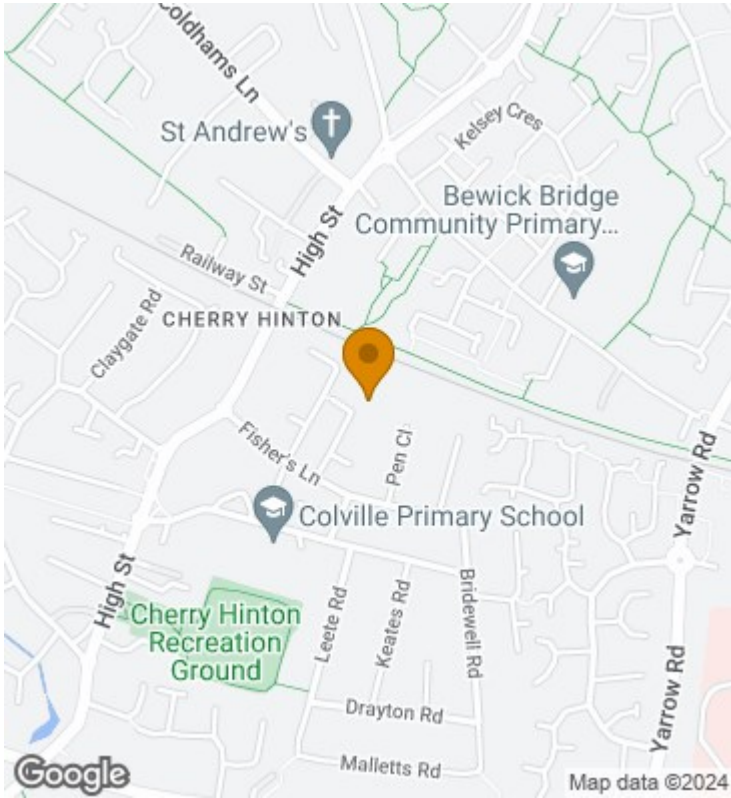 Coldhams Ln
St Andrew's
Kelsey Cres
High St
Bewick Bridge
Community Primary...
Railway St
CHERRY HINTON
Claygate Rd
Fisher's Ln
Pen Cl
Yarrow Rd
Colville Primary School
High St
Cherry Hinton
Recreation
Ground
Leete Rd
Keates Rd
Bridewell Rd
Drayton Rd
Yarrow Rd
Malletts Rd
Google
Map data ©2024